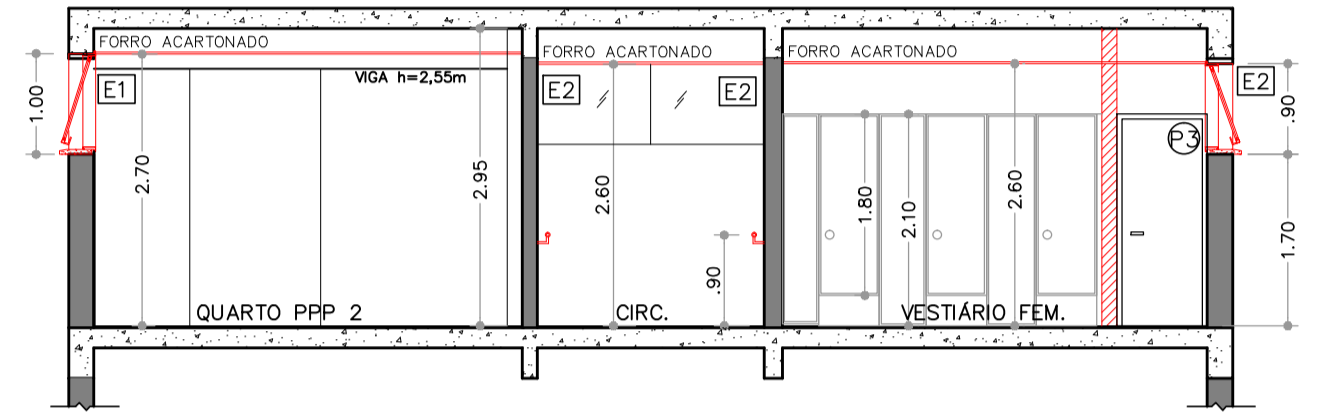 FORRO ACARTONADO
FORRO ACARTONADO
FORRO ACARTONADO
VIGA h=2,55m
E1
E2
E2
E2
1.00
.90
P3
2.70
2.95
2.60
1.80
2.10
2.60
.90
1.70
QUARTO PPP 2
CIRC.
VESTIÁRIO FEM.